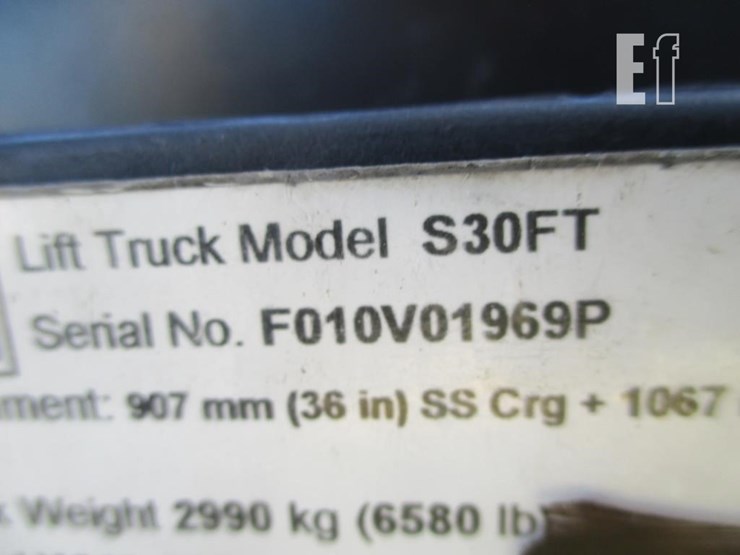 Ef
Lift Truck Model S30FT
Serial No. F010V01969P
ment: 907 mm (36 in) SS Crg + 1067
Weight 2990 kg (6580 lb)